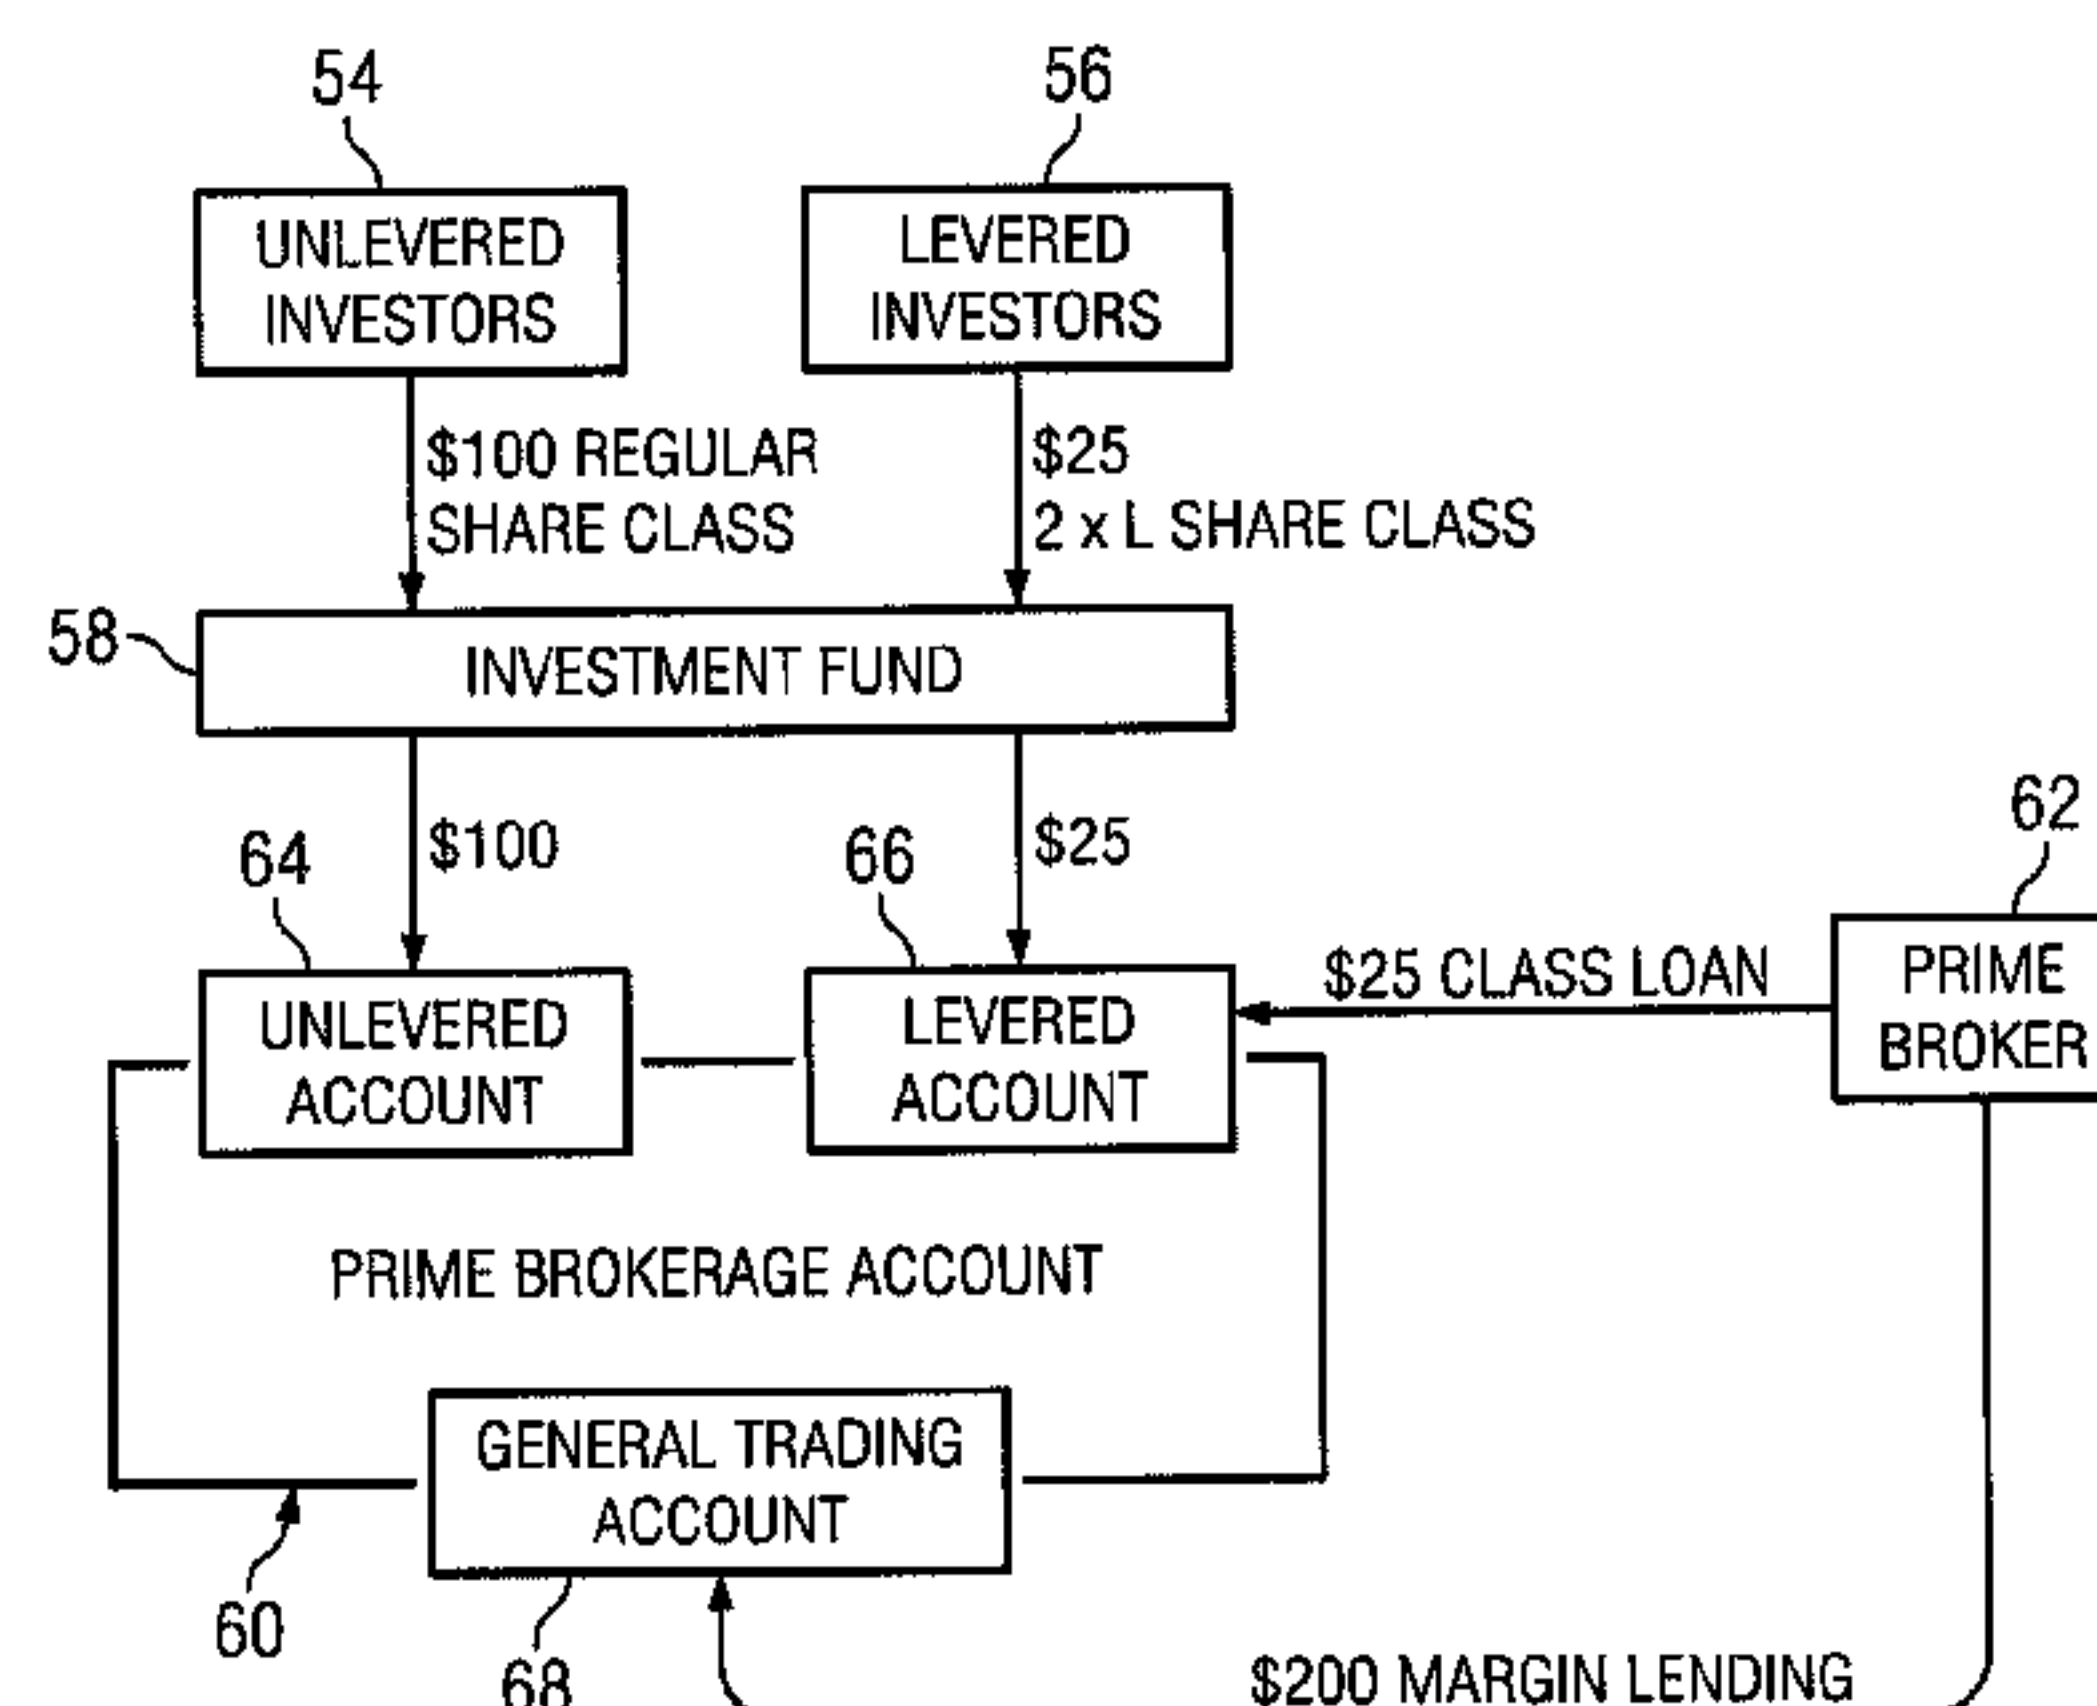 54
56
UNLEVERED
INVESTORS
LEVERED
INVESTORS
$100 REGULAR
SHARE CLASS
$25
2 x L SHARE CLASS
58
INVESTMENT FUND
64
$100
66
$25
62
UNLEVERED
ACCOUNT
LEVERED
ACCOUNT
$25 CLASS LOAN
PRIME
BROKER
PRIME BROKERAGE ACCOUNT
GENERAL TRADING
ACCOUNT
60
68
$200 MARGIN LENDING